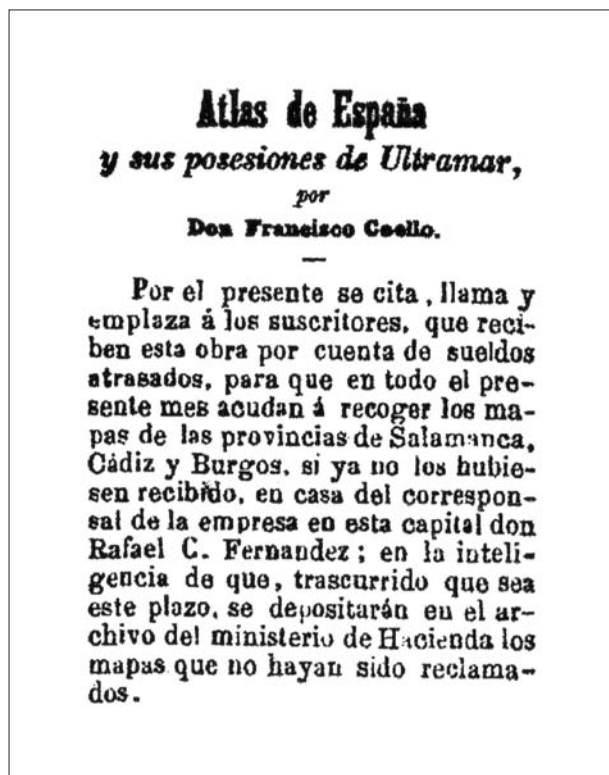 Atlas de España
y sus posesiones de Ultramar,
por
Don Francisco Coello.
Por el presente se cita, llama y
emplaza á los suscritores, que reci-
ben esta obra por cuenta de sueldos
atrasados, para que en todo el pre-
sente mes acudan á recoger los ma-
pas de las provincias de Salamanca,
Cádiz y Burgos, si ya no los hubie-
sen recibido, en casa del correspon-
sal de la empresa en esta capital don
Rafael C. Fernandez; en la inteli-
gencia de que, trascurrido que sea
este plazo, se depositarán en el ar-
chivo del ministerio de Hacienda los
mapas que no hayan sido reclama-
dos.